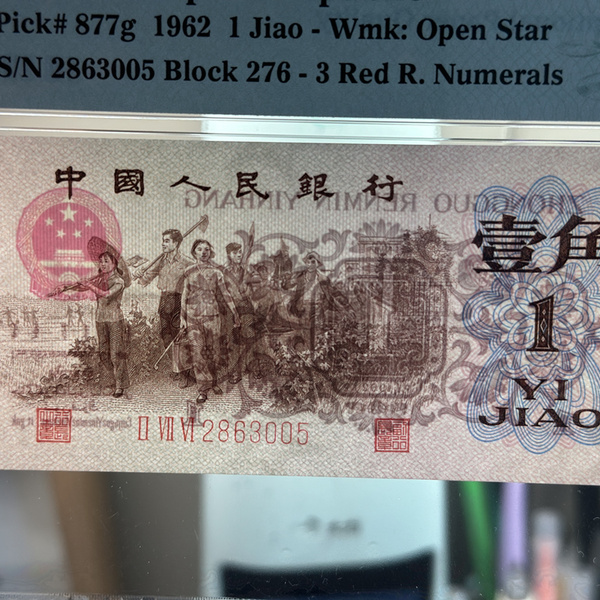 Pick# 877g 1962 1 Jiao - Wmk: Open Star
S/N 2863005 Block 276 - 3 Red R. Numerals
中國人民銀行
ZHONGGUO RENMIN YINHANG
壹角
1
YI
JIAO
II VII VI 2863005